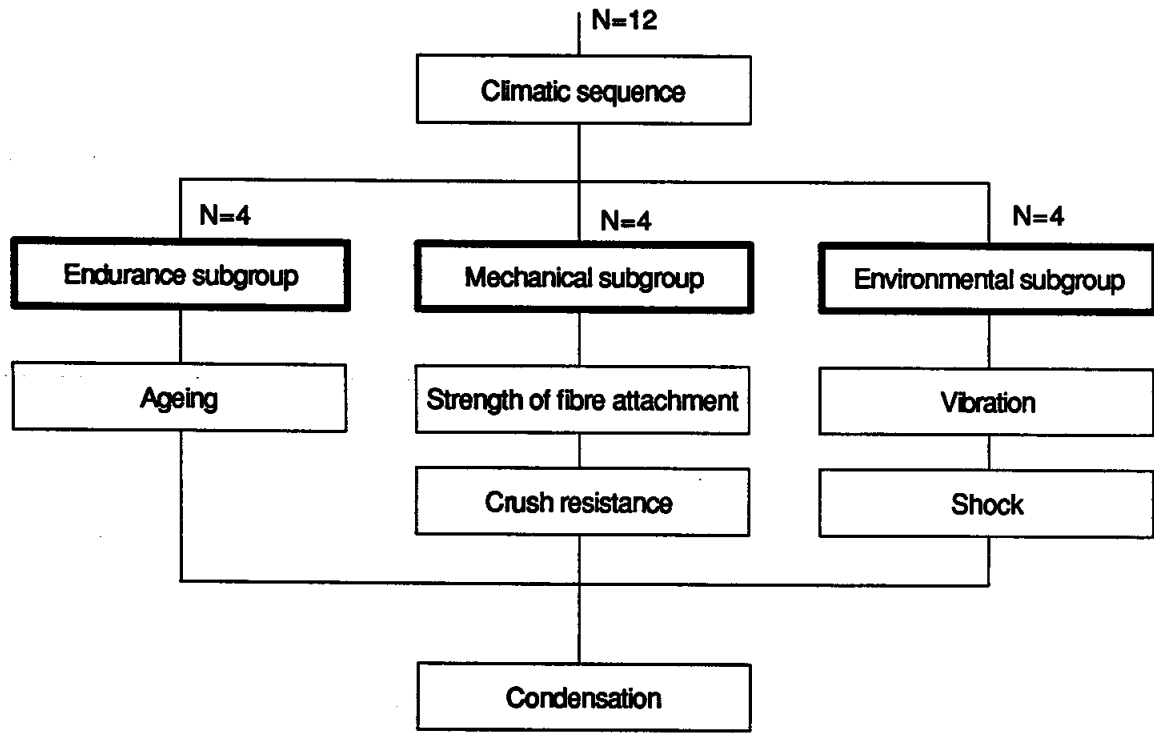 N=12
Climatic sequence
N=4
N=4
N=4
Endurance subgroup
Mechanical subgroup
Environmental subgroup
Ageing
Strength of fibre attachment
Vibration
Crush resistance
Shock
Condensation